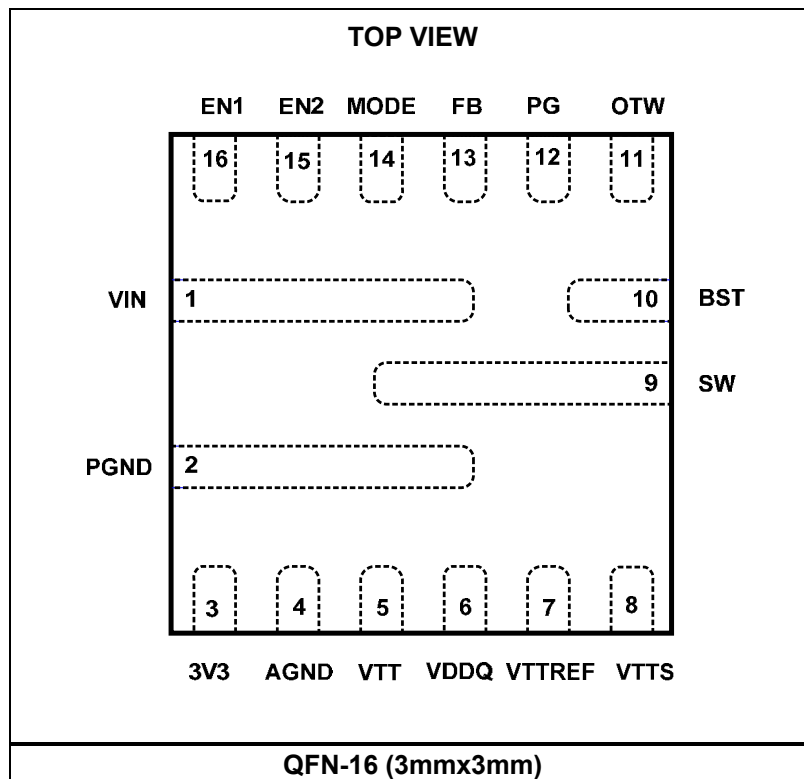 TOP VIEW
EN1 EN2 MODE FB PG OTW
16 15 14 13 12 11
VIN 1 10 BST
9 SW
PGND 2
3 4 5 6 7 8
3V3 AGND VTT VDDQ VTTREF VTTS
QFN-16 (3mmx3mm)